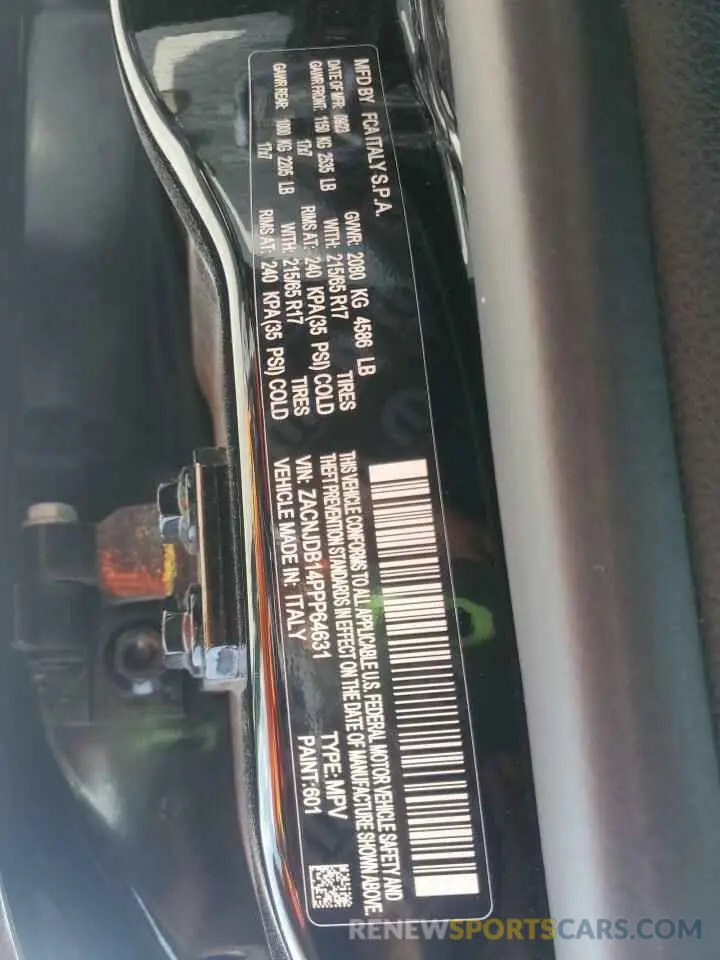 MFD BY FCA ITALY S.P.A.
DATE OF MFR: 09/23 GVWR: 2080 KG 4586 LB
GAWR FRONT: 1150 KG 2535 LB WITH: 215/65 R17 TIRES
17x7 RIMS AT: 240 KPA(35 PSI) COLD
GAWR REAR: 1000 KG 2205 LB WITH: 215/65 R17 TIRES
17x7 RIMS AT: 240 KPA(35 PSI) COLD
THIS VEHICLE CONFORMS TO ALL APPLICABLE U.S. FEDERAL MOTOR VEHICLE SAFETY AND
THEFT PREVENTION STANDARDS IN EFFECT ON THE DATE OF MANUFACTURE SHOWN ABOVE.
VIN: ZACNJDB14PPP64631 TYPE:MPV
VEHICLE MADE IN: ITALY PAINT:601
RENEWSPORTSCARS.COM